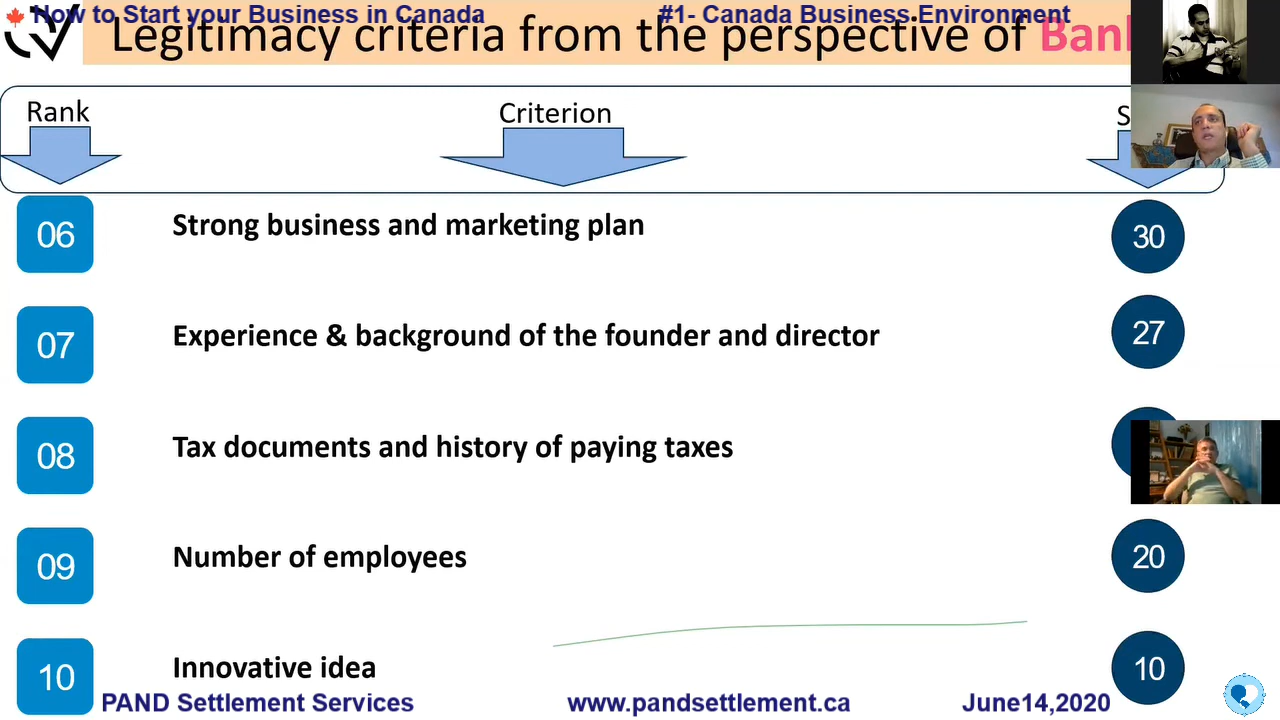 How to Start your Business in Canada #1- Canada Business Environment
Legitimacy criteria from the perspective of
Rank Criterion
06 Strong business and marketing plan 30
07 Experience & background of the founder and director 27
08 Tax documents and history of paying taxes
09 Number of employees 20
10 Innovative idea 10
PAND Settlement Services www.pandsettlement.ca June14,2020